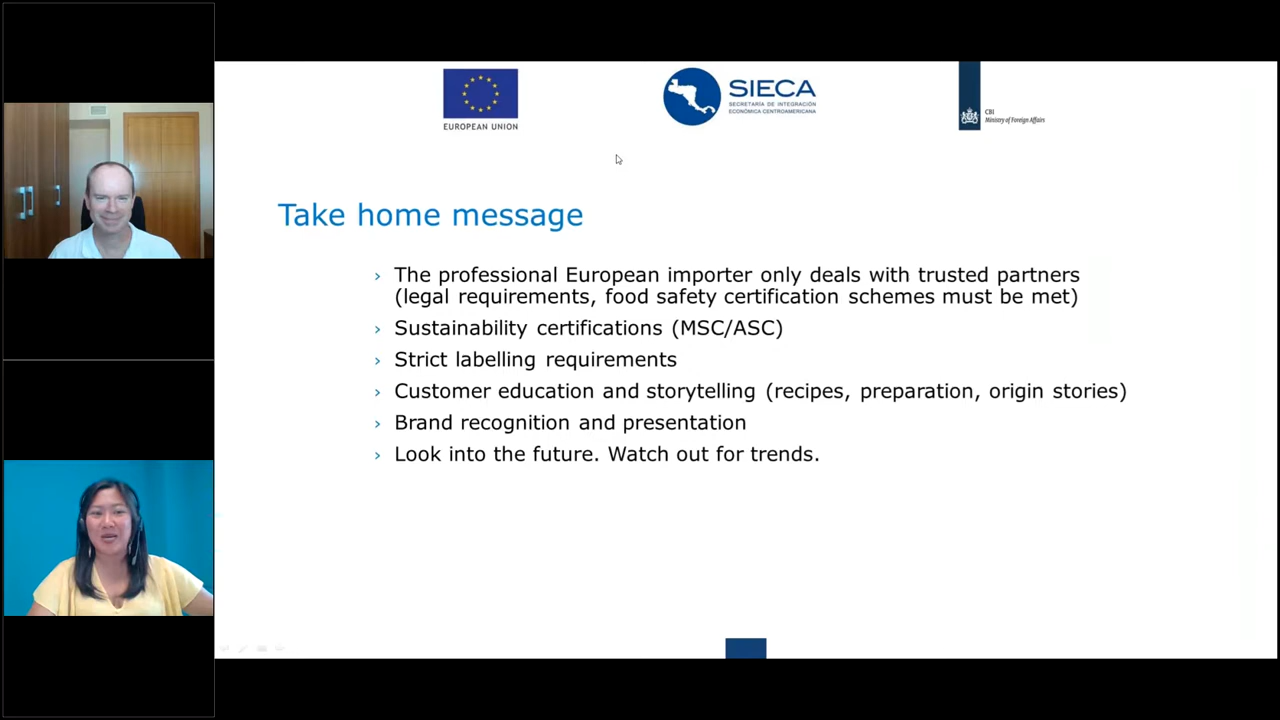 EUROPEAN UNION
SIECA
SECRETARÍA DE INTEGRACIÓN
ECONÓMICA CENTROAMERICANA
CBI
Ministry of Foreign Affairs
Take home message
› The professional European importer only deals with trusted partners
(legal requirements, food safety certification schemes must be met)
› Sustainability certifications (MSC/ASC)
› Strict labelling requirements
› Customer education and storytelling (recipes, preparation, origin stories)
› Brand recognition and presentation
› Look into the future. Watch out for trends.